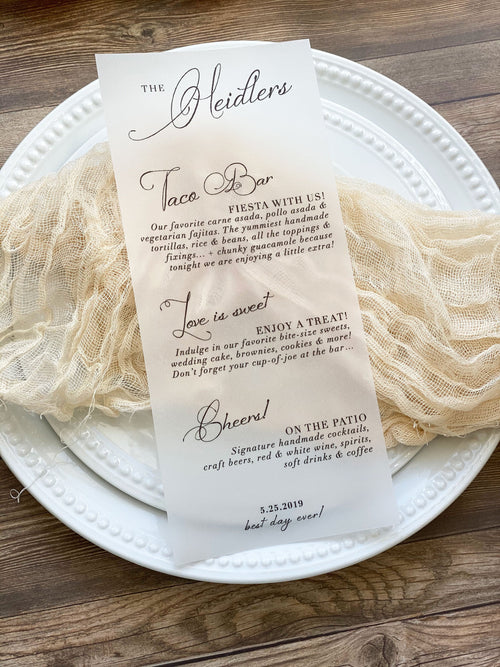 THE Heidlers
Taco Bar
FIESTA WITH US!
Our favorite carne asada, pollo asada &
vegetarian fajitas. The yummiest handmade
tortillas, rice & beans, all the toppings &
fixings... + chunky guacamole because
tonight we are enjoying a little extra!
Love is sweet
ENJOY A TREAT!
Indulge in our favorite bite-size sweets,
wedding cake, brownies, cookies & more!
Don't forget your cup-of-joe at the bar...
Cheers!
ON THE PATIO
Signature handmade cocktails,
craft beers, red & white wine, spirits,
soft drinks & coffee
5.25.2019
best day ever!